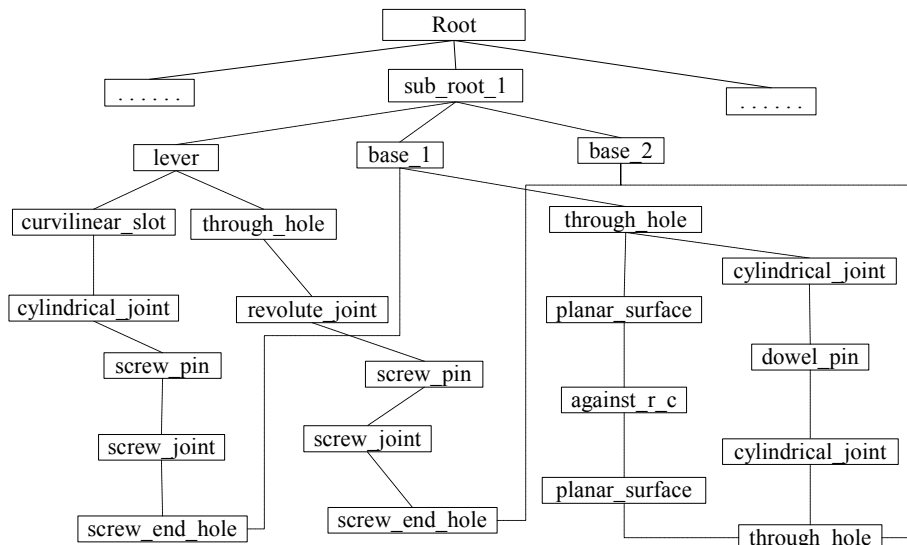 Root
. . . . . .
sub_root_1
. . . . . .
lever
base_1
base_2
curvilinear_slot
through_hole
through_hole
cylindrical_joint
cylindrical_joint
revolute_joint
planar_surface
screw_pin
screw_pin
dowel_pin
against_r_c
screw_joint
screw_joint
cylindrical_joint
planar_surface
screw_end_hole
screw_end_hole
through_hole